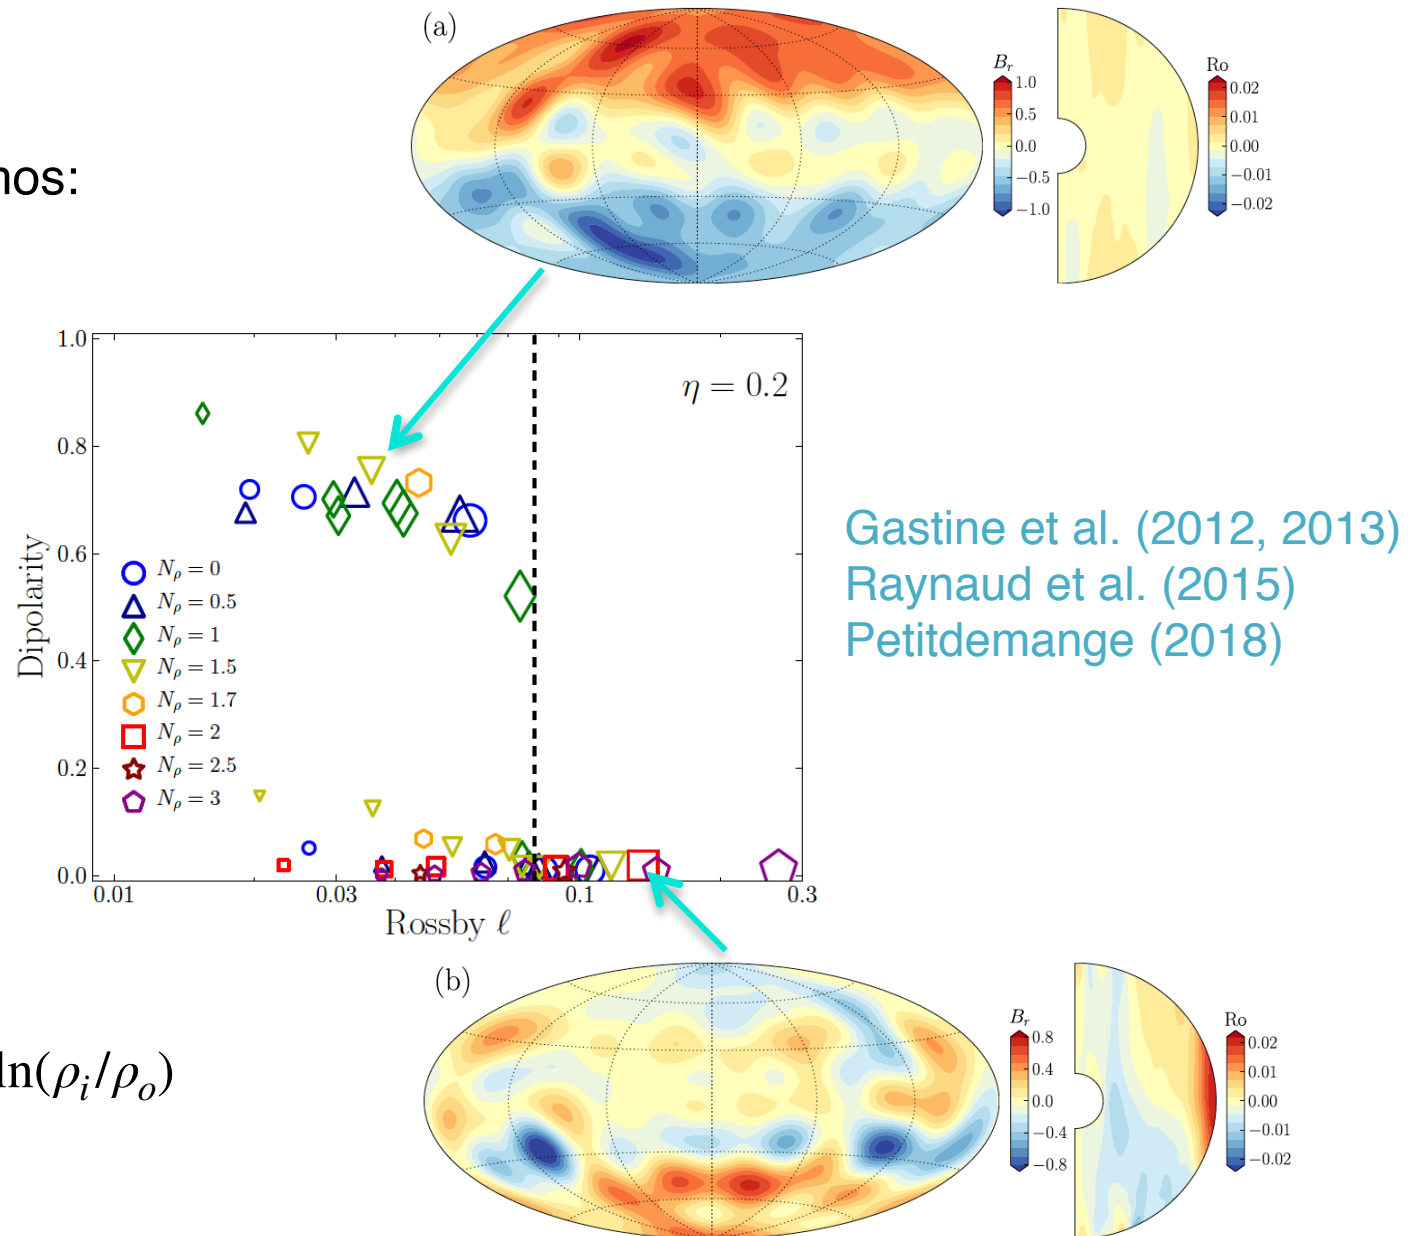 (a)
B_r
1.0
0.5
0.0
−0.5
−1.0
Ro
0.02
0.01
0.00
−0.01
−0.02
nos:
1.0
0.8
0.6
0.4
0.2
0.0
Dipolarity
η = 0.2
N_ρ = 0
N_ρ = 0.5
N_ρ = 1
N_ρ = 1.5
N_ρ = 1.7
N_ρ = 2
N_ρ = 2.5
N_ρ = 3
0.01 0.03 0.1 0.3
Rossby ℓ
Gastine et al. (2012, 2013)
Raynaud et al. (2015)
Petitdemange (2018)
(b)
B_r
0.8
0.4
0.0
−0.4
−0.8
Ro
0.02
0.01
0.00
−0.01
−0.02
ln(ρ_i/ρ_o)